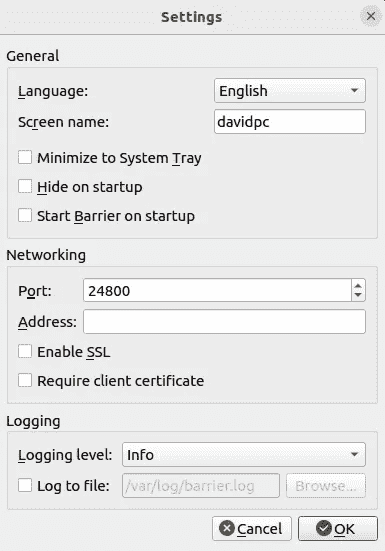 Settings
General
Language: English
Screen name: davidpc
Minimize to System Tray
Hide on startup
Start Barrier on startup
Networking
Port: 24800
Address:
Enable SSL
Require client certificate
Logging
Logging level: Info
Log to file: /var/log/barrier.log Browse...
Cancel OK